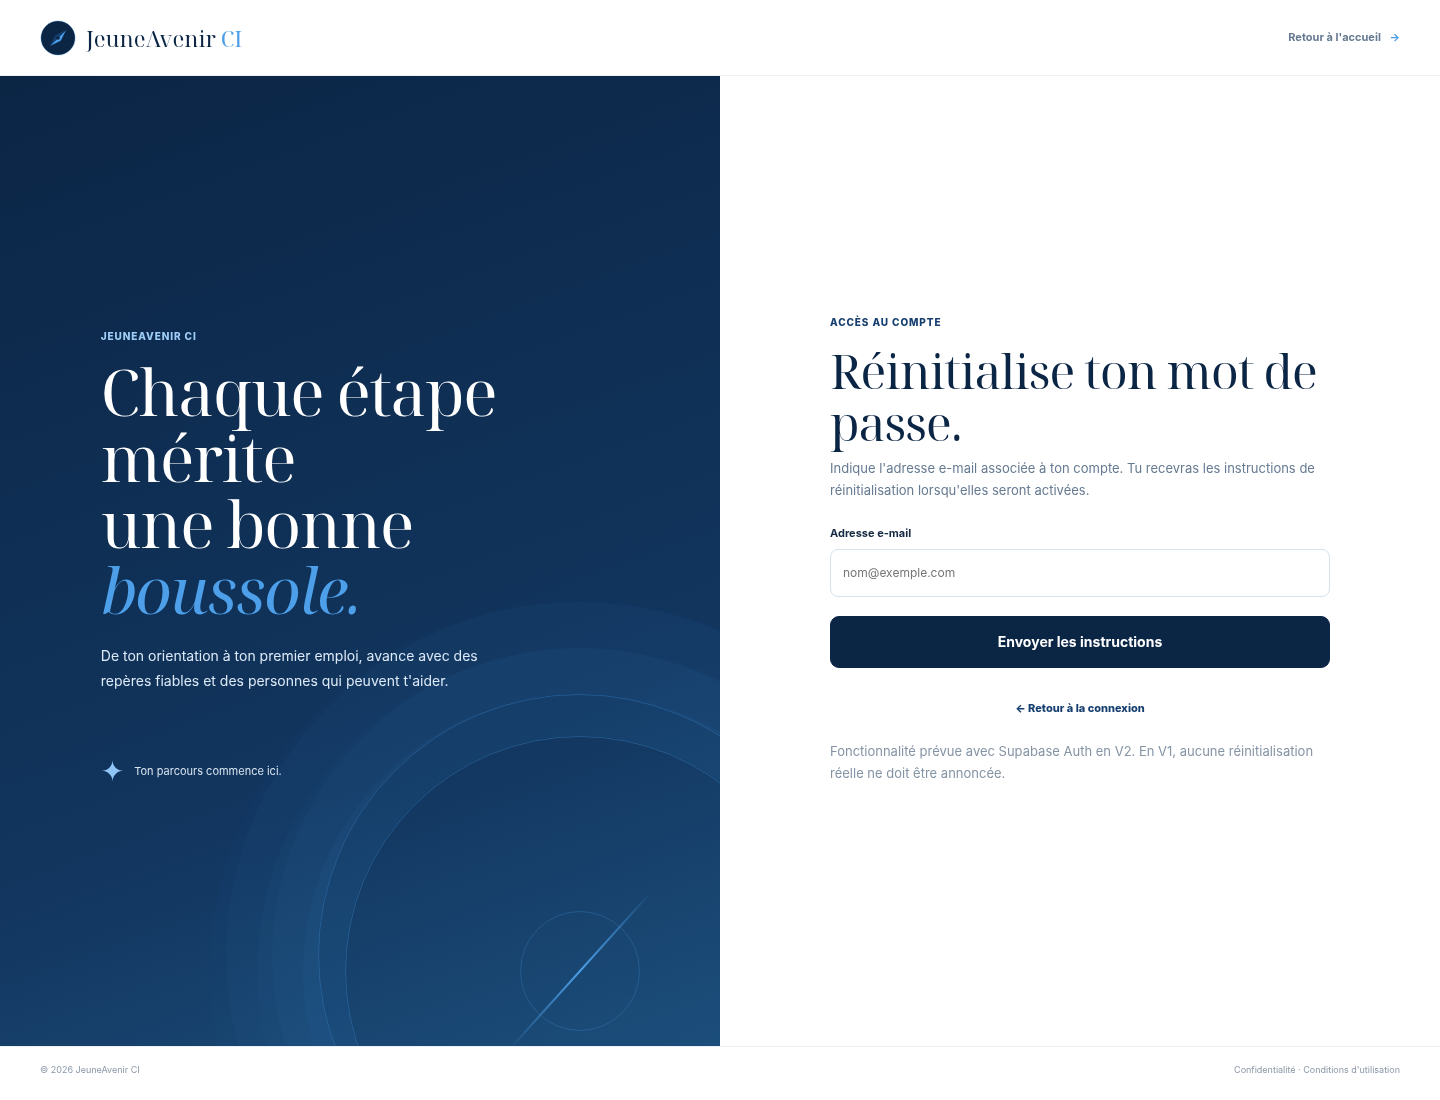 JeuneAvenir CI
Retour à l'accueil →
JEUNEAVENIR CI
Chaque étape
mérite
une bonne
boussole.
De ton orientation à ton premier emploi, avance avec des
repères fiables et des personnes qui peuvent t'aider.
Ton parcours commence ici.
ACCÈS AU COMPTE
Réinitialise ton mot de
passe.
Indique l'adresse e-mail associée à ton compte. Tu recevras les instructions de
réinitialisation lorsqu'elles seront activées.
Adresse e-mail
nom@exemple.com
Envoyer les instructions
← Retour à la connexion
Fonctionnalité prévue avec Supabase Auth en V2. En V1, aucune réinitialisation
réelle ne doit être annoncée.
© 2026 JeuneAvenir CI
Confidentialité · Conditions d'utilisation